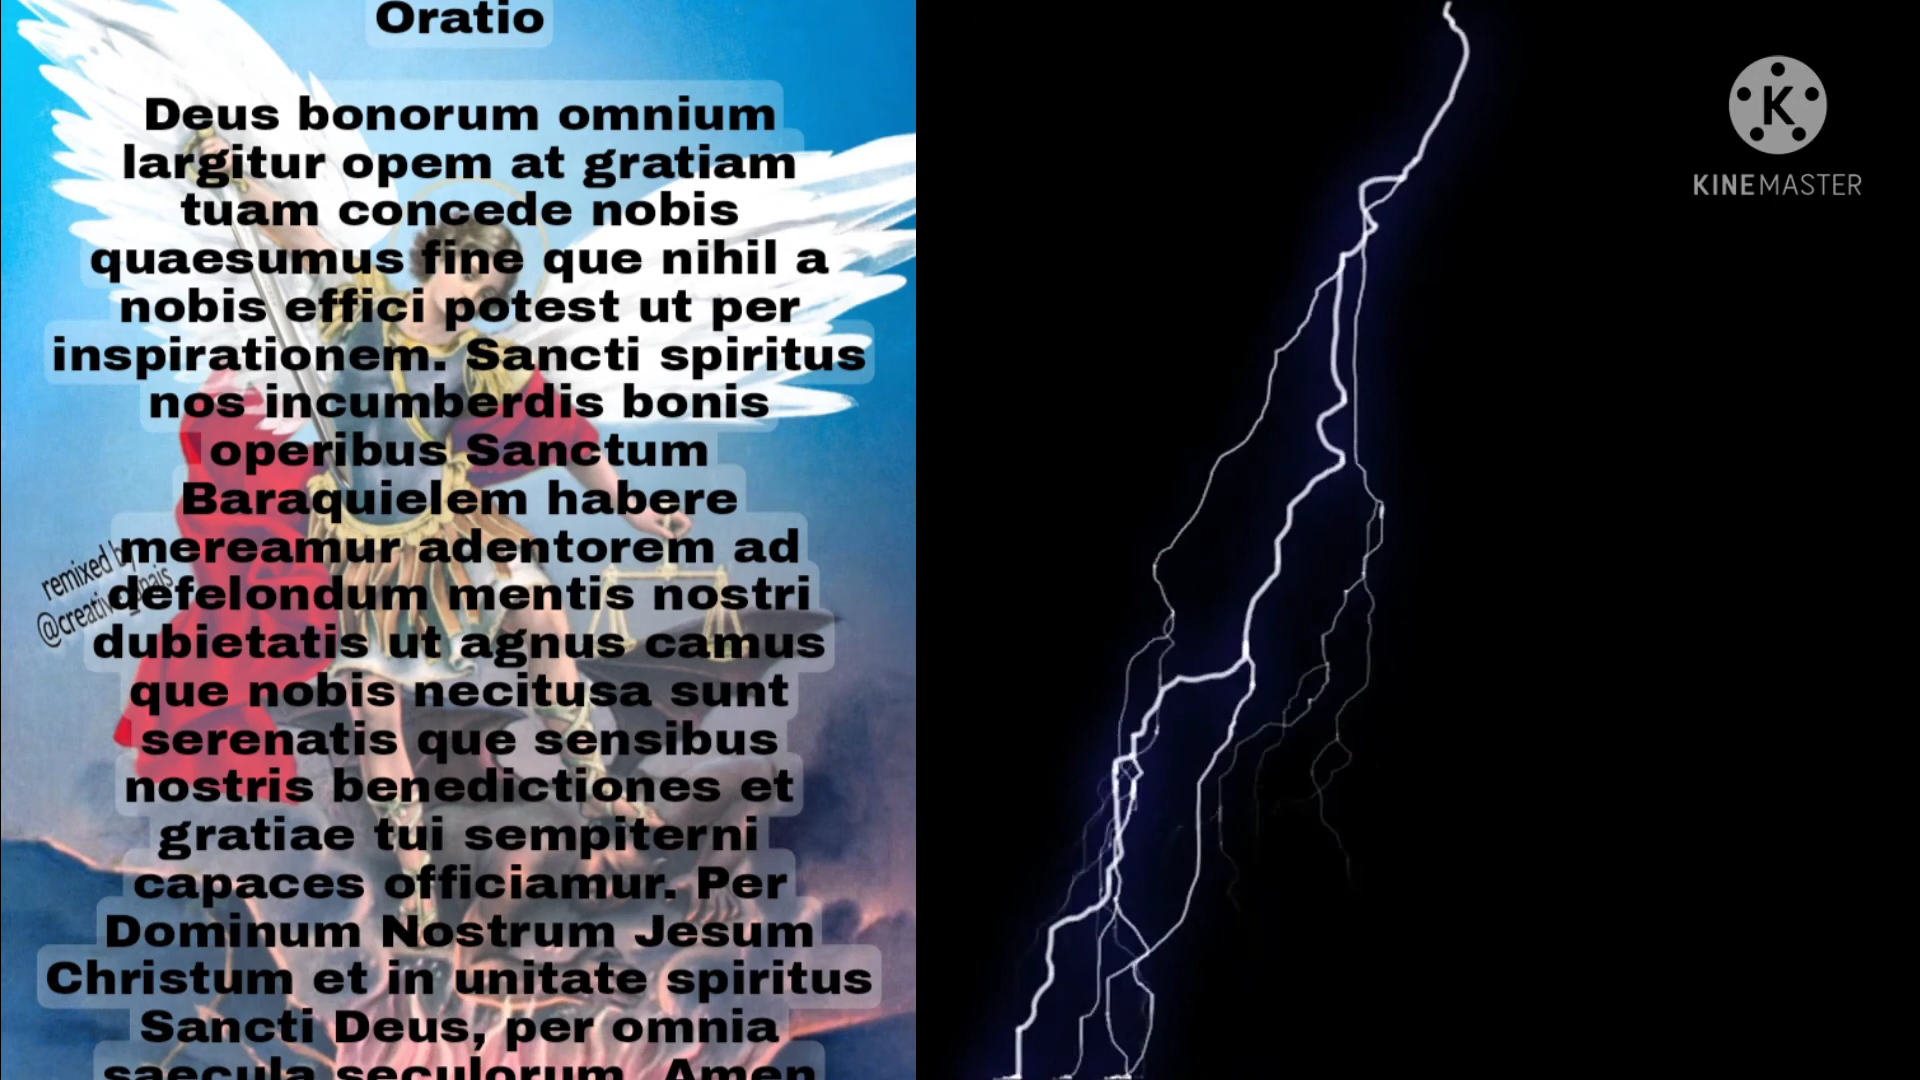 Oratio
Deus bonorum omnium
largitur opem at gratiam
tuam concede nobis
quaesumus fine que nihil a
nobis effici potest ut per
inspirationem. Sancti spiritus
nos incumberdis bonis
operibus Sanctum
Baraquielem habere
mereamur adentorem ad
defelondum mentis nostri
dubietatis ut agnus camus
que nobis necitusa sunt
serenatis que sensibus
nostris benedictiones et
gratiae tui sempiterni
capaces officiamur. Per
Dominum Nostrum Jesum
Christum et in unitate spiritus
Sancti Deus, per omnia
saecula seculorum. Amen
remixed by
KINEMASTER